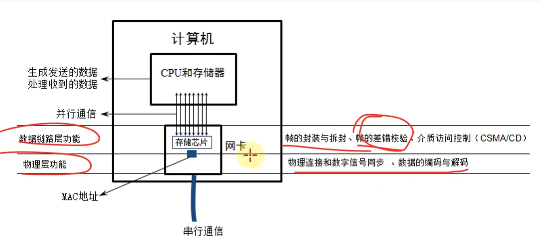 计算机
CPU和存储器
生成发送的数据
处理收到的数据
并行通信
数据链路层功能
存储芯片
网卡
帧的封装与拆封、帧的差错校验、介质访问控制（CSMA/CD）
物理层功能
物理连接和数字信号同步 、数据的编码与解码
MAC地址
串行通信